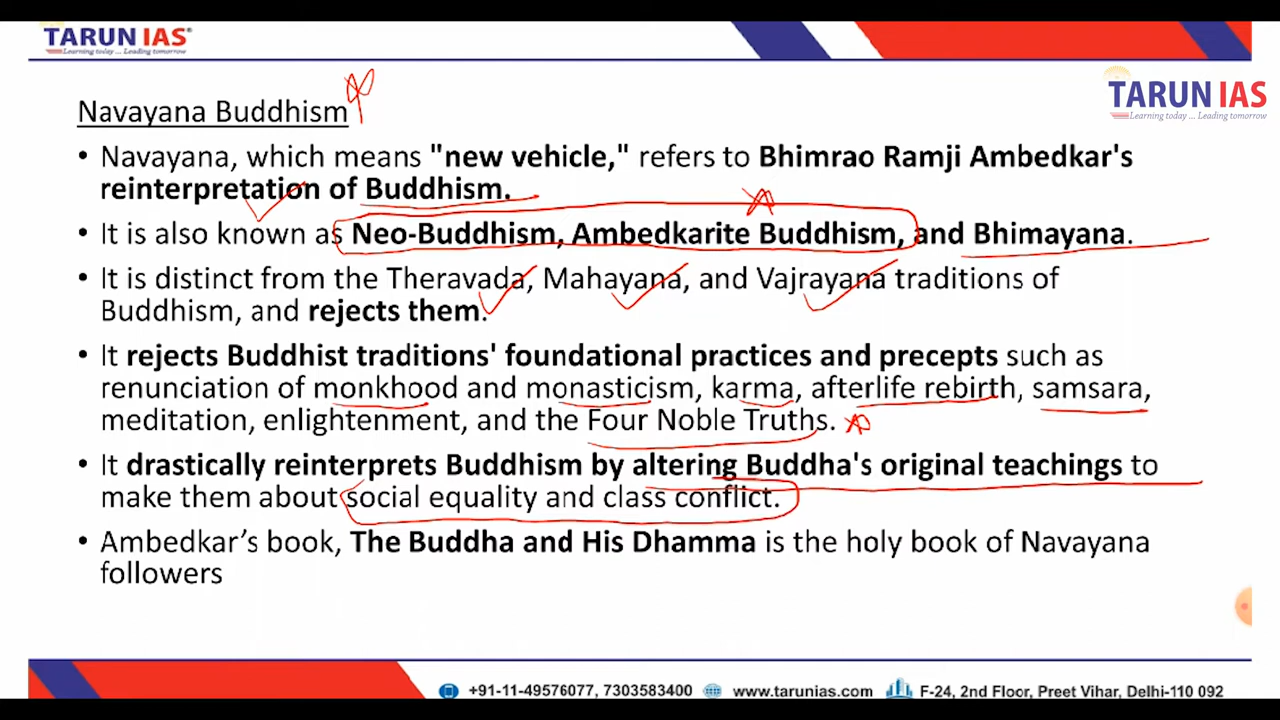 TARUN IAS
Learning today ... Leading tomorrow
TARUN IAS
Learning today ... Leading tomorrow
Navayana Buddhism
• Navayana, which means "new vehicle," refers to Bhimrao Ramji Ambedkar's
reinterpretation of Buddhism.
• It is also known as Neo-Buddhism, Ambedkarite Buddhism, and Bhimayana.
• It is distinct from the Theravada, Mahayana, and Vajrayana traditions of
Buddhism, and rejects them.
• It rejects Buddhist traditions' foundational practices and precepts such as
renunciation of monkhood and monasticism, karma, afterlife rebirth, samsara,
meditation, enlightenment, and the Four Noble Truths.
• It drastically reinterprets Buddhism by altering Buddha's original teachings to
make them about social equality and class conflict.
• Ambedkar’s book, The Buddha and His Dhamma is the holy book of Navayana
followers
+91-11-49576077, 7303583400 www.tarunias.com F-24, 2nd Floor, Preet Vihar, Delhi-110 092